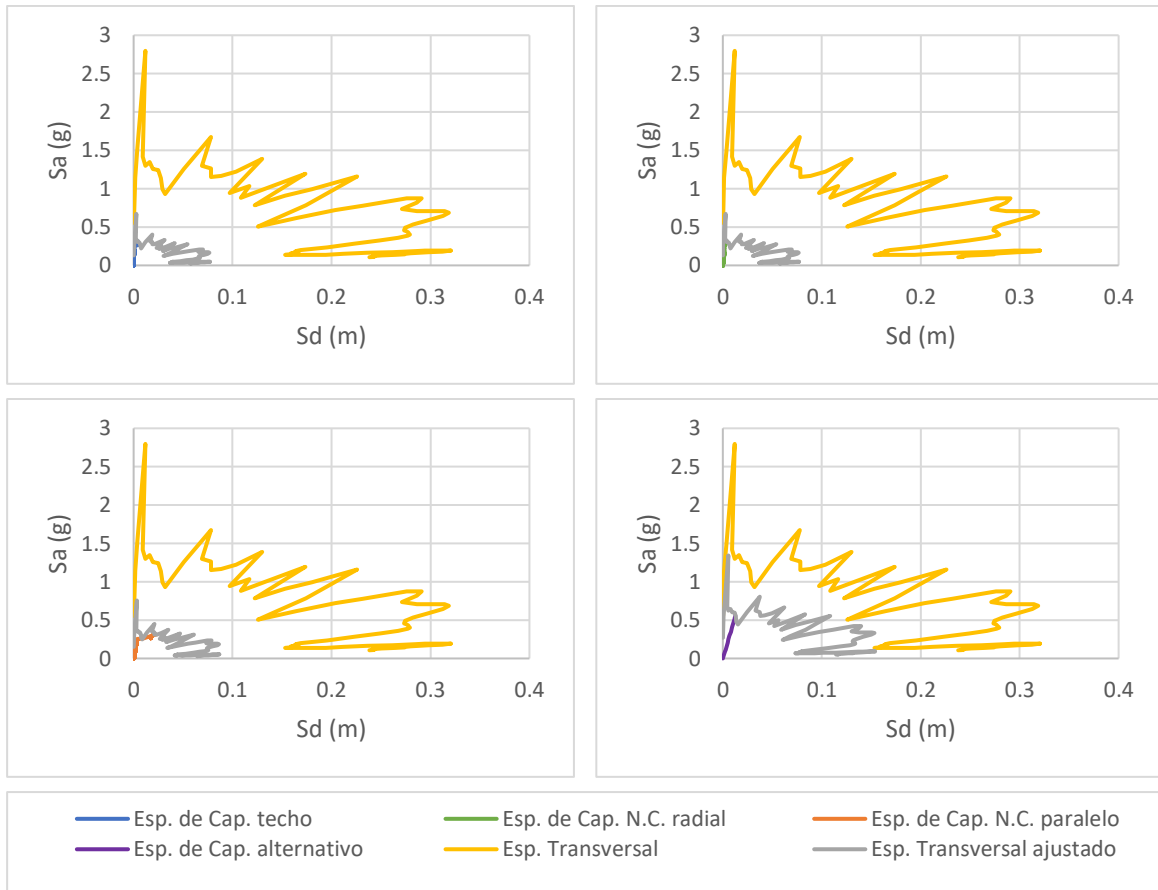 3
2.5
2
1.5
1
0.5
0
Sa (g)
0 0.1 0.2 0.3 0.4
Sd (m)
3
2.5
2
1.5
1
0.5
0
Sa (g)
0 0.1 0.2 0.3 0.4
Sd (m)
3
2.5
2
1.5
1
0.5
0
Sa (g)
0 0.1 0.2 0.3 0.4
Sd (m)
3
2.5
2
1.5
1
0.5
0
Sa (g)
0 0.1 0.2 0.3 0.4
Sd (m)
Esp. de Cap. techo Esp. de Cap. N.C. radial Esp. de Cap. N.C. paralelo
Esp. de Cap. alternativo Esp. Transversal Esp. Transversal ajustado